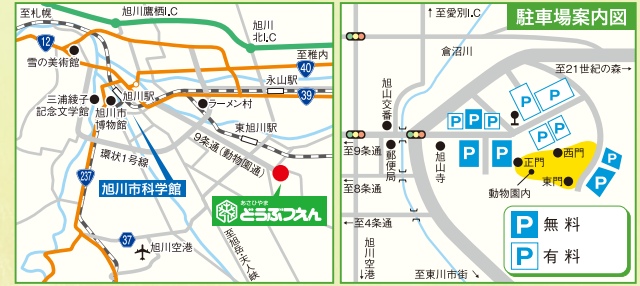 至札幌
旭川鷹栖I.C
旭川
北I.C
至稚内
12
雪の美術館
40
永山駅
39
旭川駅
ラーメン村
三浦綾子
記念文学館
旭川市
博物館
東旭川駅
9条通(動物園通)
環状1号線
旭川市科学館
237
あさひやま
どうぶつえん
37
旭川空港
至旭岳・天人峡
駐車場案内図
↑至愛別I.C
倉沼川
至21世紀の森→
旭山交番
P
P
P P P
P P
西門
正門
東門
P
P
P
P
←至9条通
郵便局
旭山寺
←至8条通
動物園内
←至4条通
旭川空港
↓
至東川市街↘
P 無料
P 有料